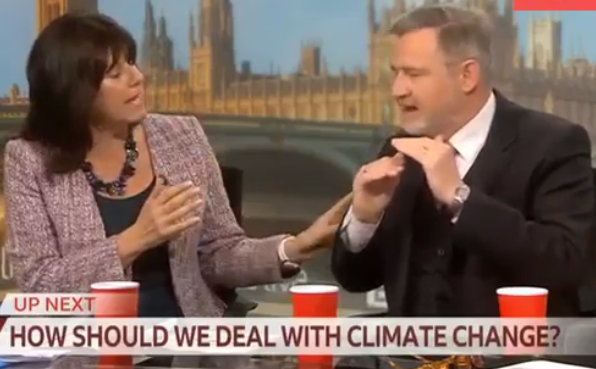 UP NEXT
HOW SHOULD WE DEAL WITH CLIMATE CHANGE?